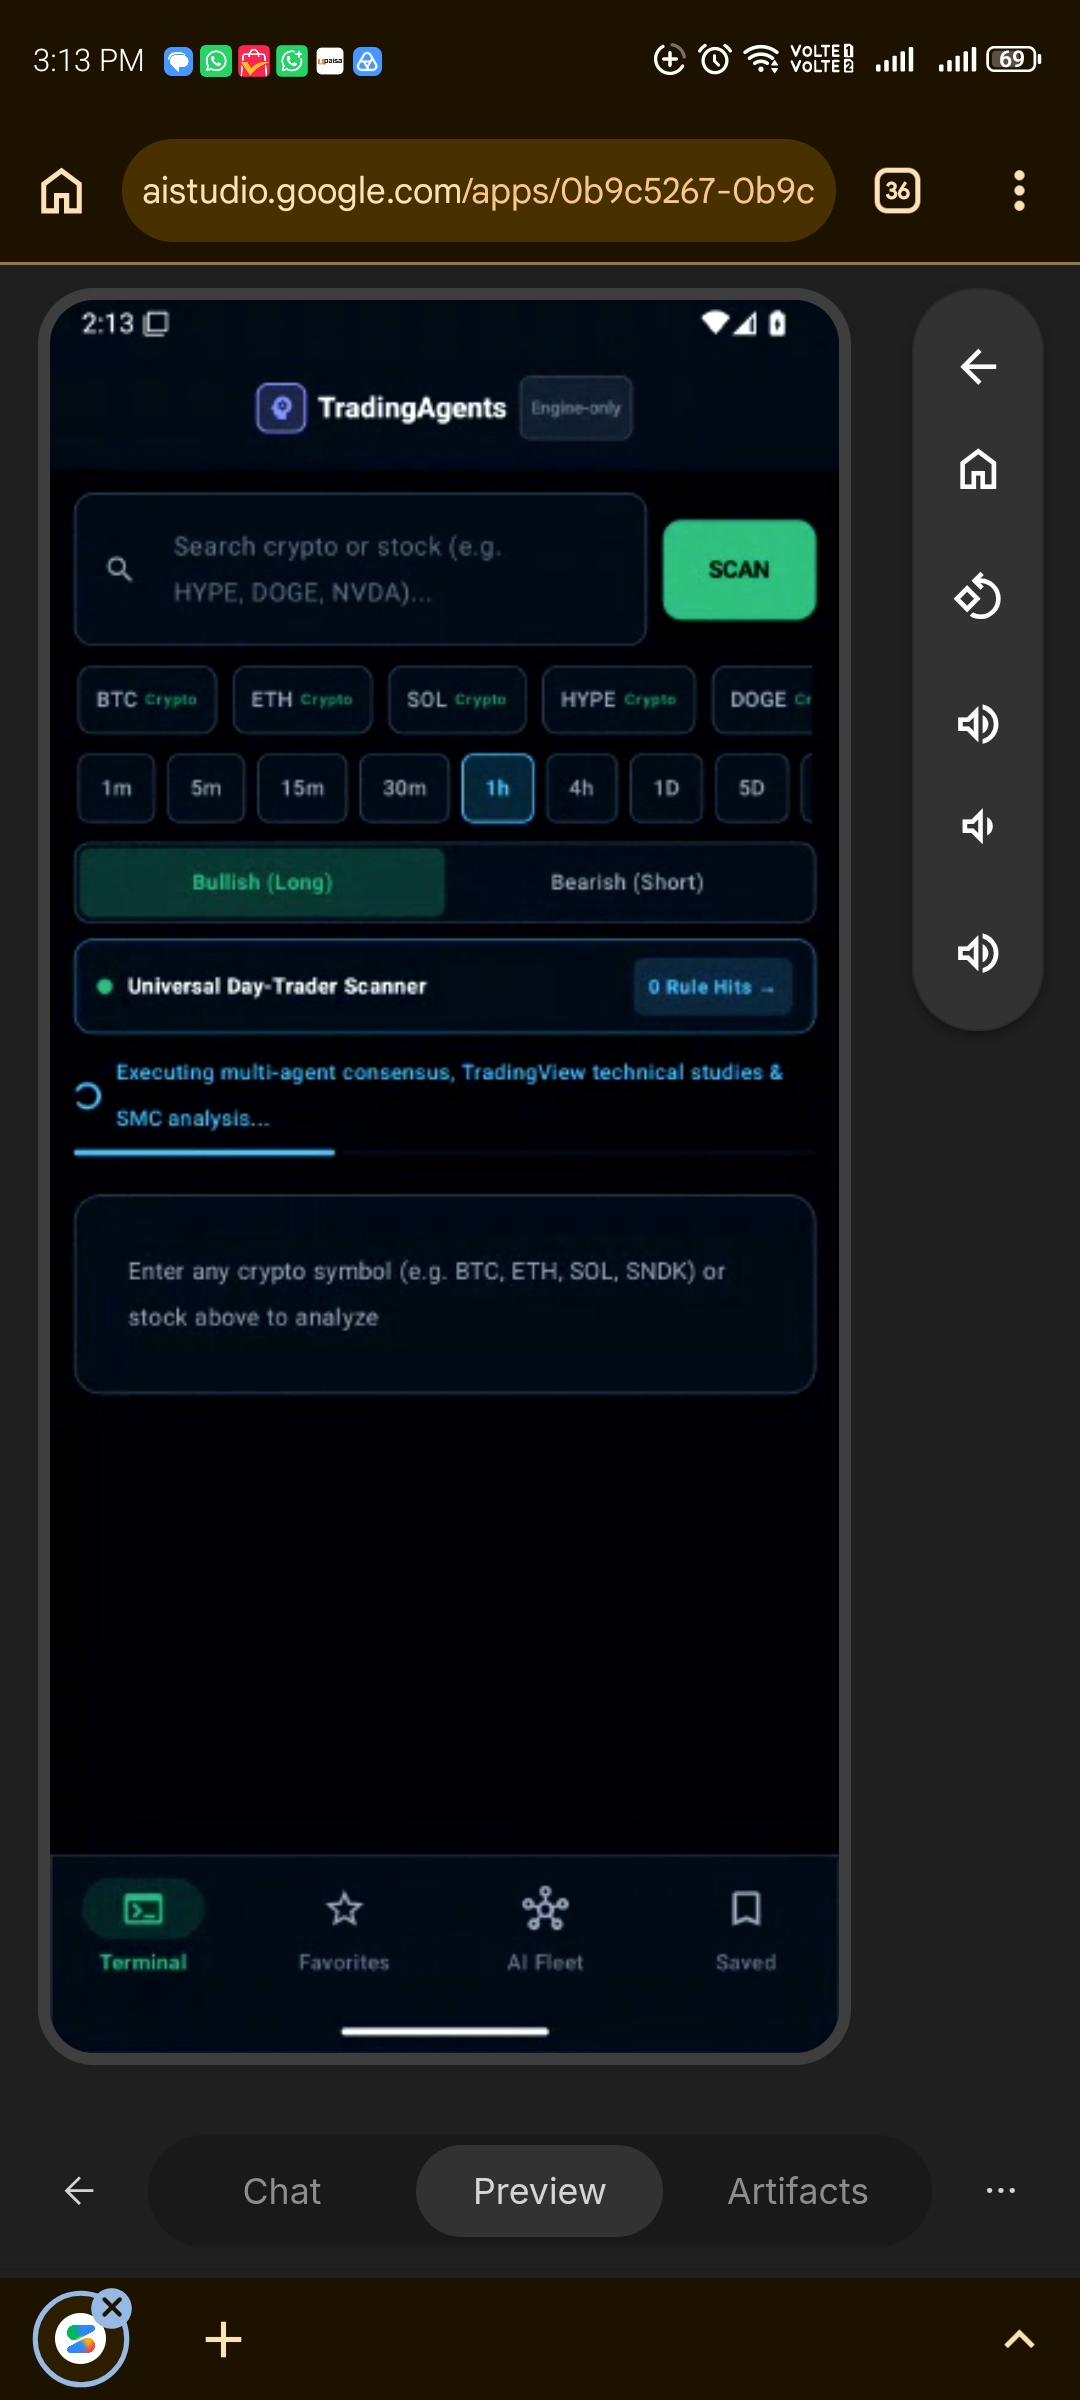 3:13 PM
upaisa
VoLTE 1
VoLTE 2
69
aistudio.google.com/apps/0b9c5267-0b9c
36
2:13
TradingAgents
Engine-only
Search crypto or stock (e.g.
HYPE, DOGE, NVDA)...
SCAN
BTC Crypto
ETH Crypto
SOL Crypto
HYPE Crypto
DOGE Cr
1m
5m
15m
30m
1h
4h
1D
5D
Bullish (Long)
Bearish (Short)
Universal Day-Trader Scanner
0 Rule Hits →
Executing multi-agent consensus, TradingView technical studies &
SMC analysis...
Enter any crypto symbol (e.g. BTC, ETH, SOL, SNDK) or
stock above to analyze
Terminal
Favorites
AI Fleet
Saved
Chat
Preview
Artifacts